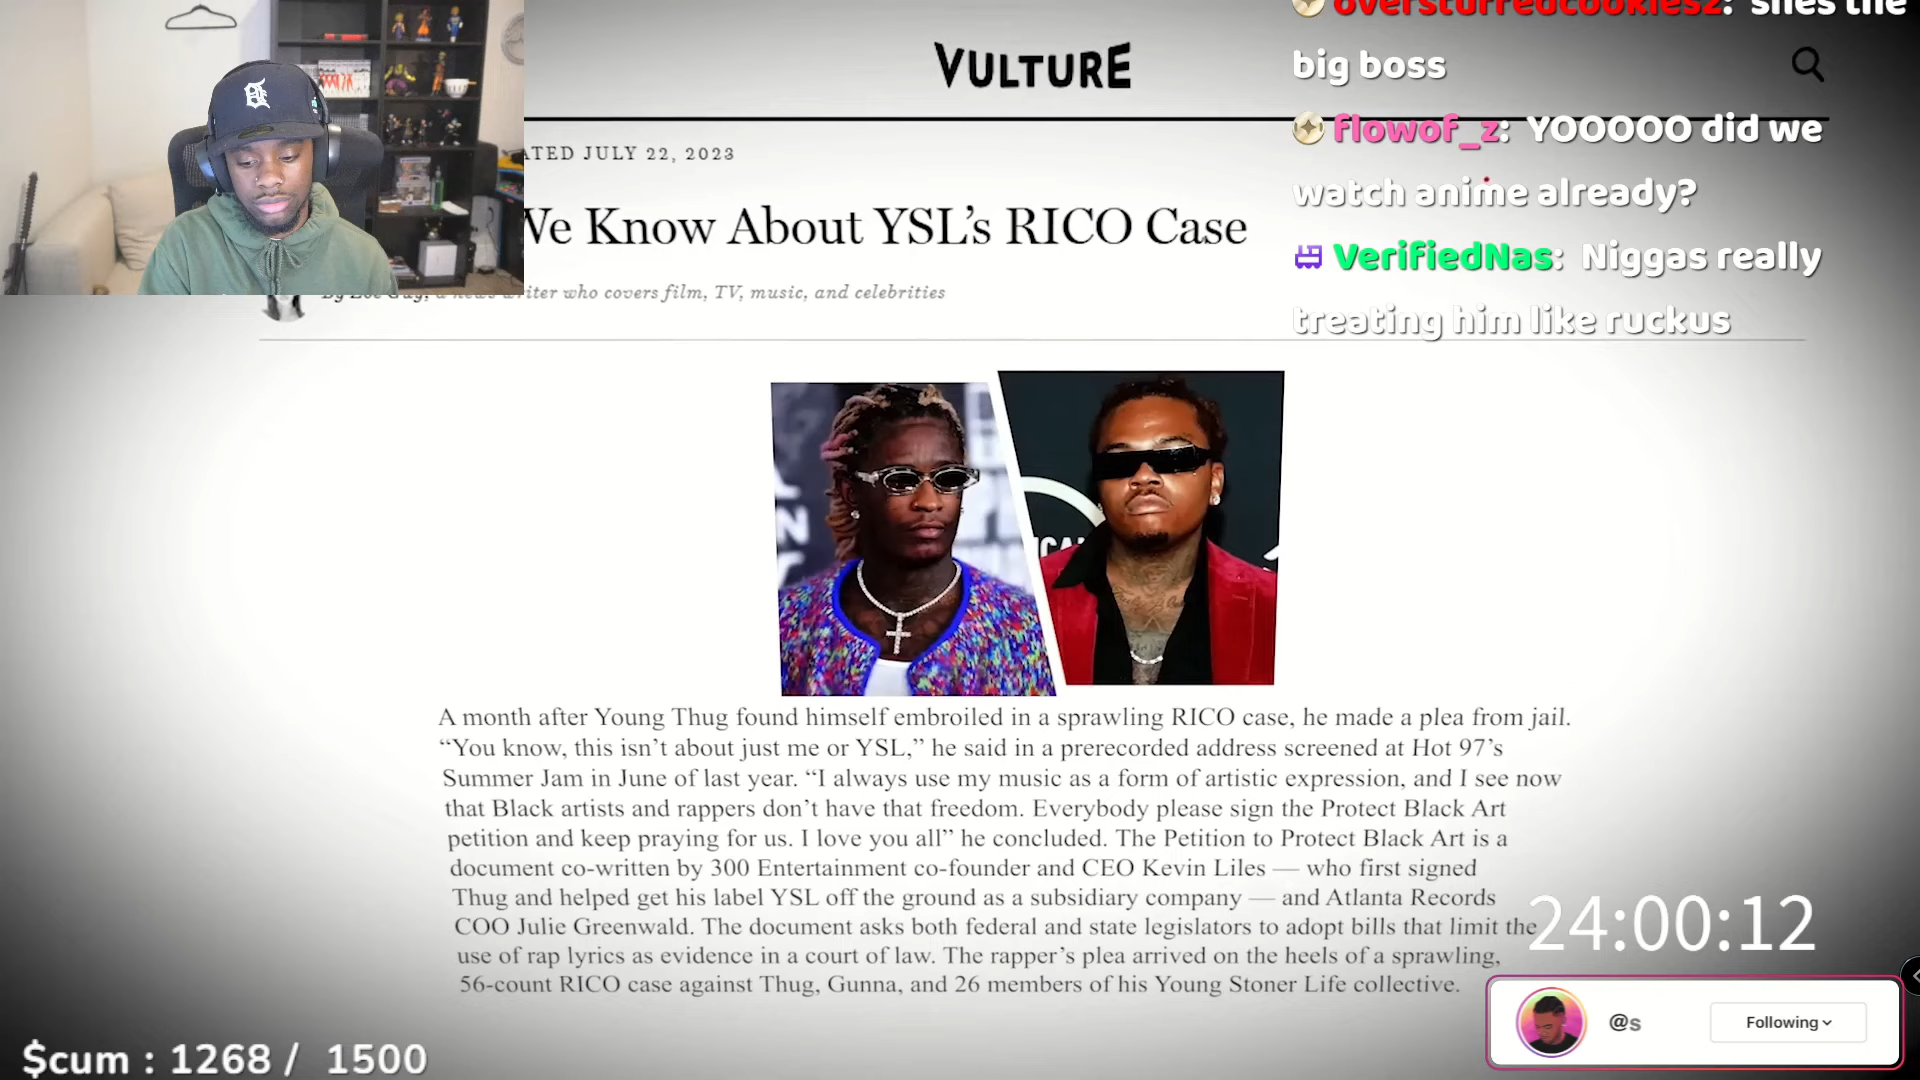 overstuffedcookies2: shes the
big boss
flowof_z: YOOOOO did we
watch anime already?
VerifiedNas: Niggas really
treating him like ruckus
VULTURE
ATED JULY 22, 2023
We Know About YSL's RICO Case
By Zoe Guy, a news writer who covers film, TV, music, and celebrities
A month after Young Thug found himself embroiled in a sprawling RICO case, he made a plea from jail.
“You know, this isn’t about just me or YSL,” he said in a prerecorded address screened at Hot 97’s
Summer Jam in June of last year. “I always use my music as a form of artistic expression, and I see now
that Black artists and rappers don’t have that freedom. Everybody please sign the Protect Black Art
petition and keep praying for us. I love you all” he concluded. The Petition to Protect Black Art is a
document co-written by 300 Entertainment co-founder and CEO Kevin Liles — who first signed
Thug and helped get his label YSL off the ground as a subsidiary company — and Atlanta Records
COO Julie Greenwald. The document asks both federal and state legislators to adopt bills that limit the
use of rap lyrics as evidence in a court of law. The rapper’s plea arrived on the heels of a sprawling,
56-count RICO case against Thug, Gunna, and 26 members of his Young Stoner Life collective.
24:00:12
@s
Following
$cum : 1268 / 1500